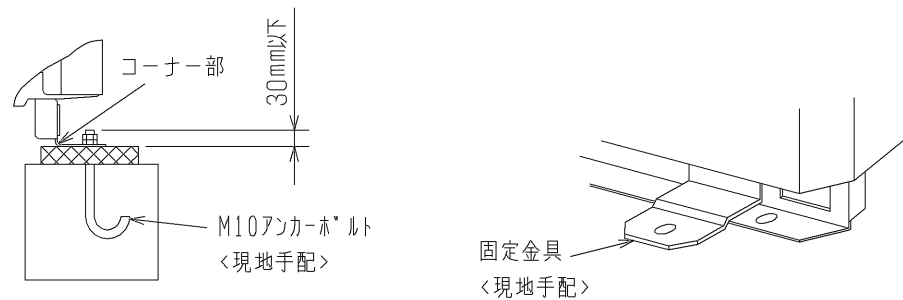 コーナー部
30mm以下
M10アンカーボルト
<現地手配>
固定金具
<現地手配>